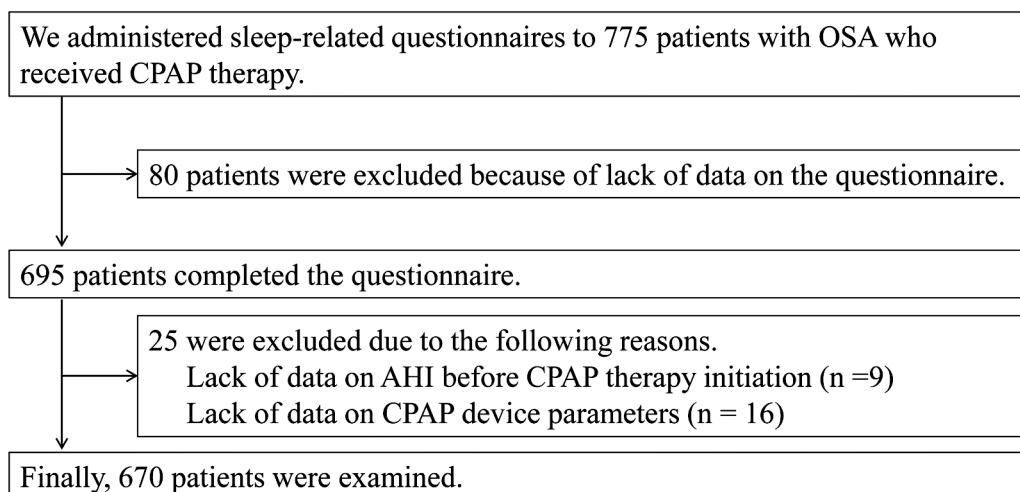 We administered sleep-related questionnaires to 775 patients with OSA who
received CPAP therapy.
80 patients were excluded because of lack of data on the questionnaire.
695 patients completed the questionnaire.
25 were excluded due to the following reasons.
Lack of data on AHI before CPAP therapy initiation (n =9)
Lack of data on CPAP device parameters (n = 16)
Finally, 670 patients were examined.